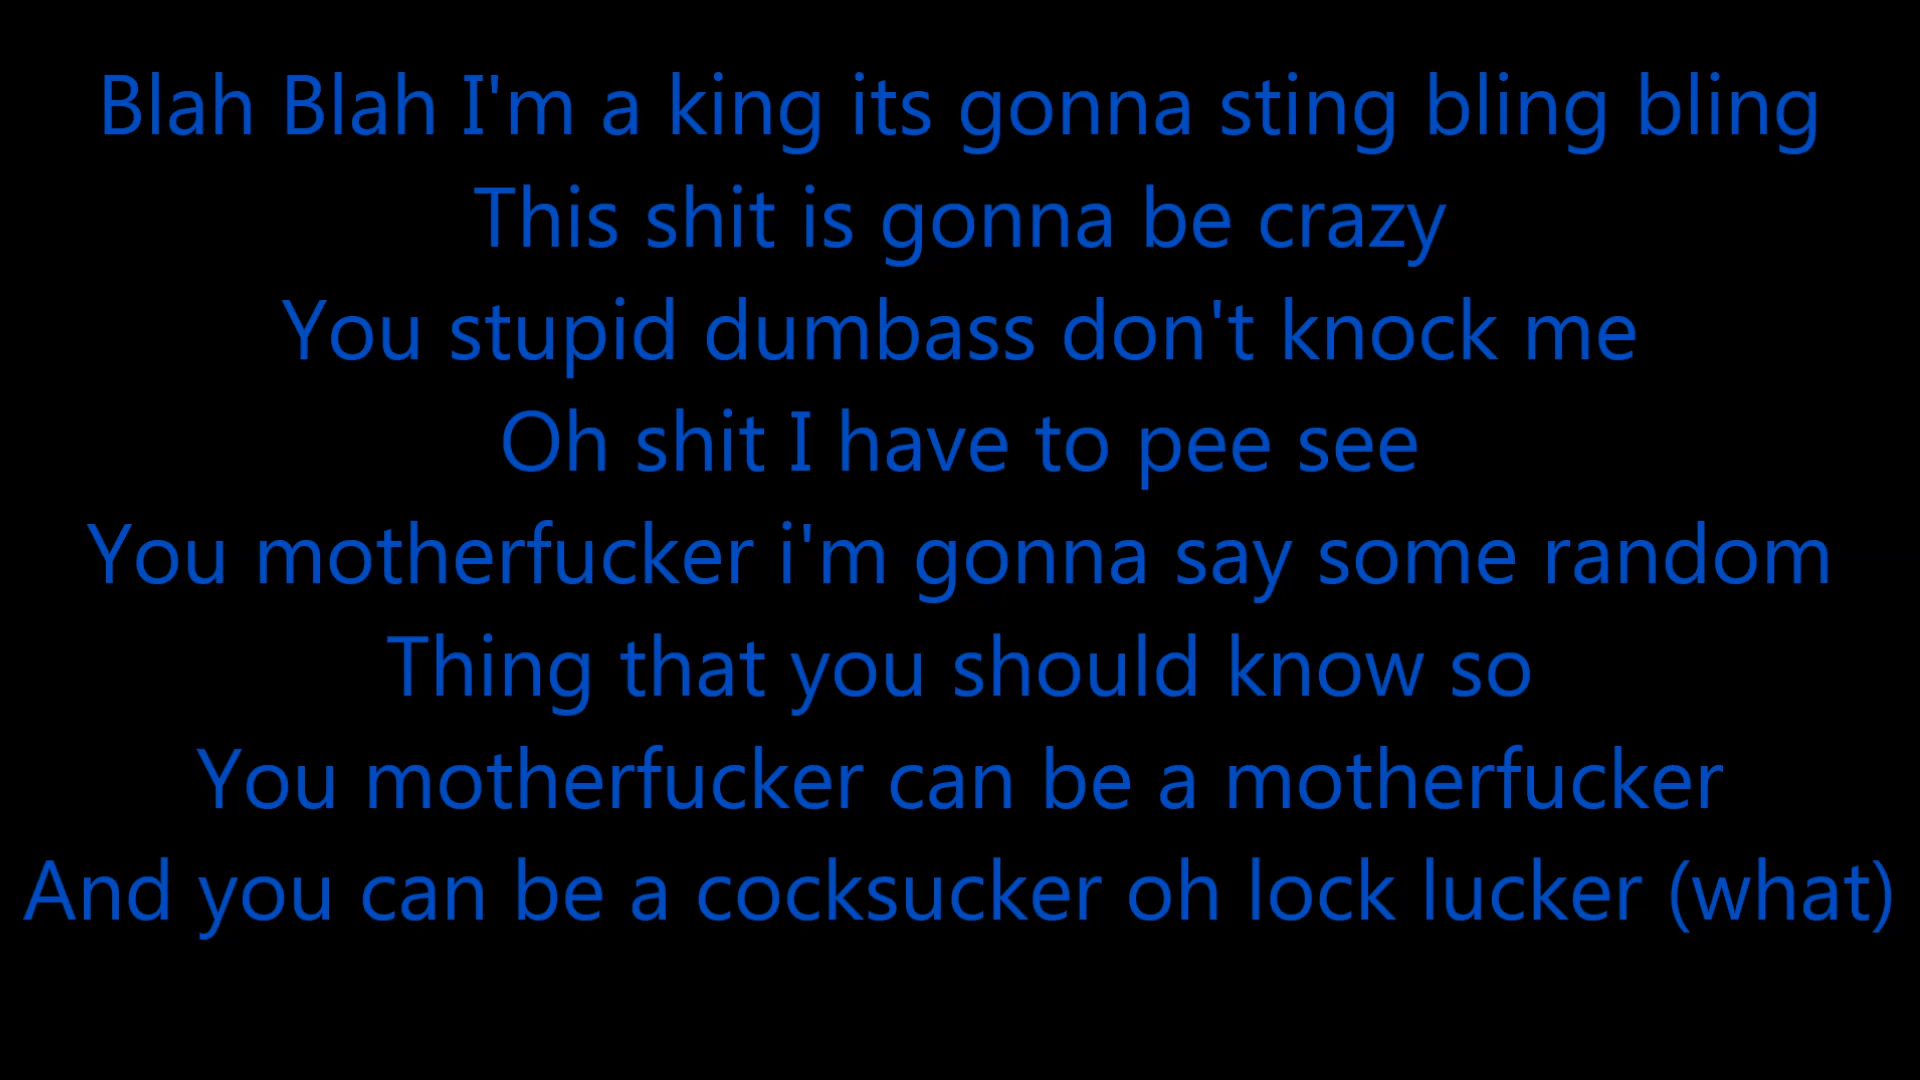 Blah Blah I'm a king its gonna sting bling bling
This shit is gonna be crazy
You stupid dumbass don't knock me
Oh shit I have to pee see
You motherfucker i'm gonna say some random
Thing that you should know so
You motherfucker can be a motherfucker
And you can be a cocksucker oh lock lucker (what)